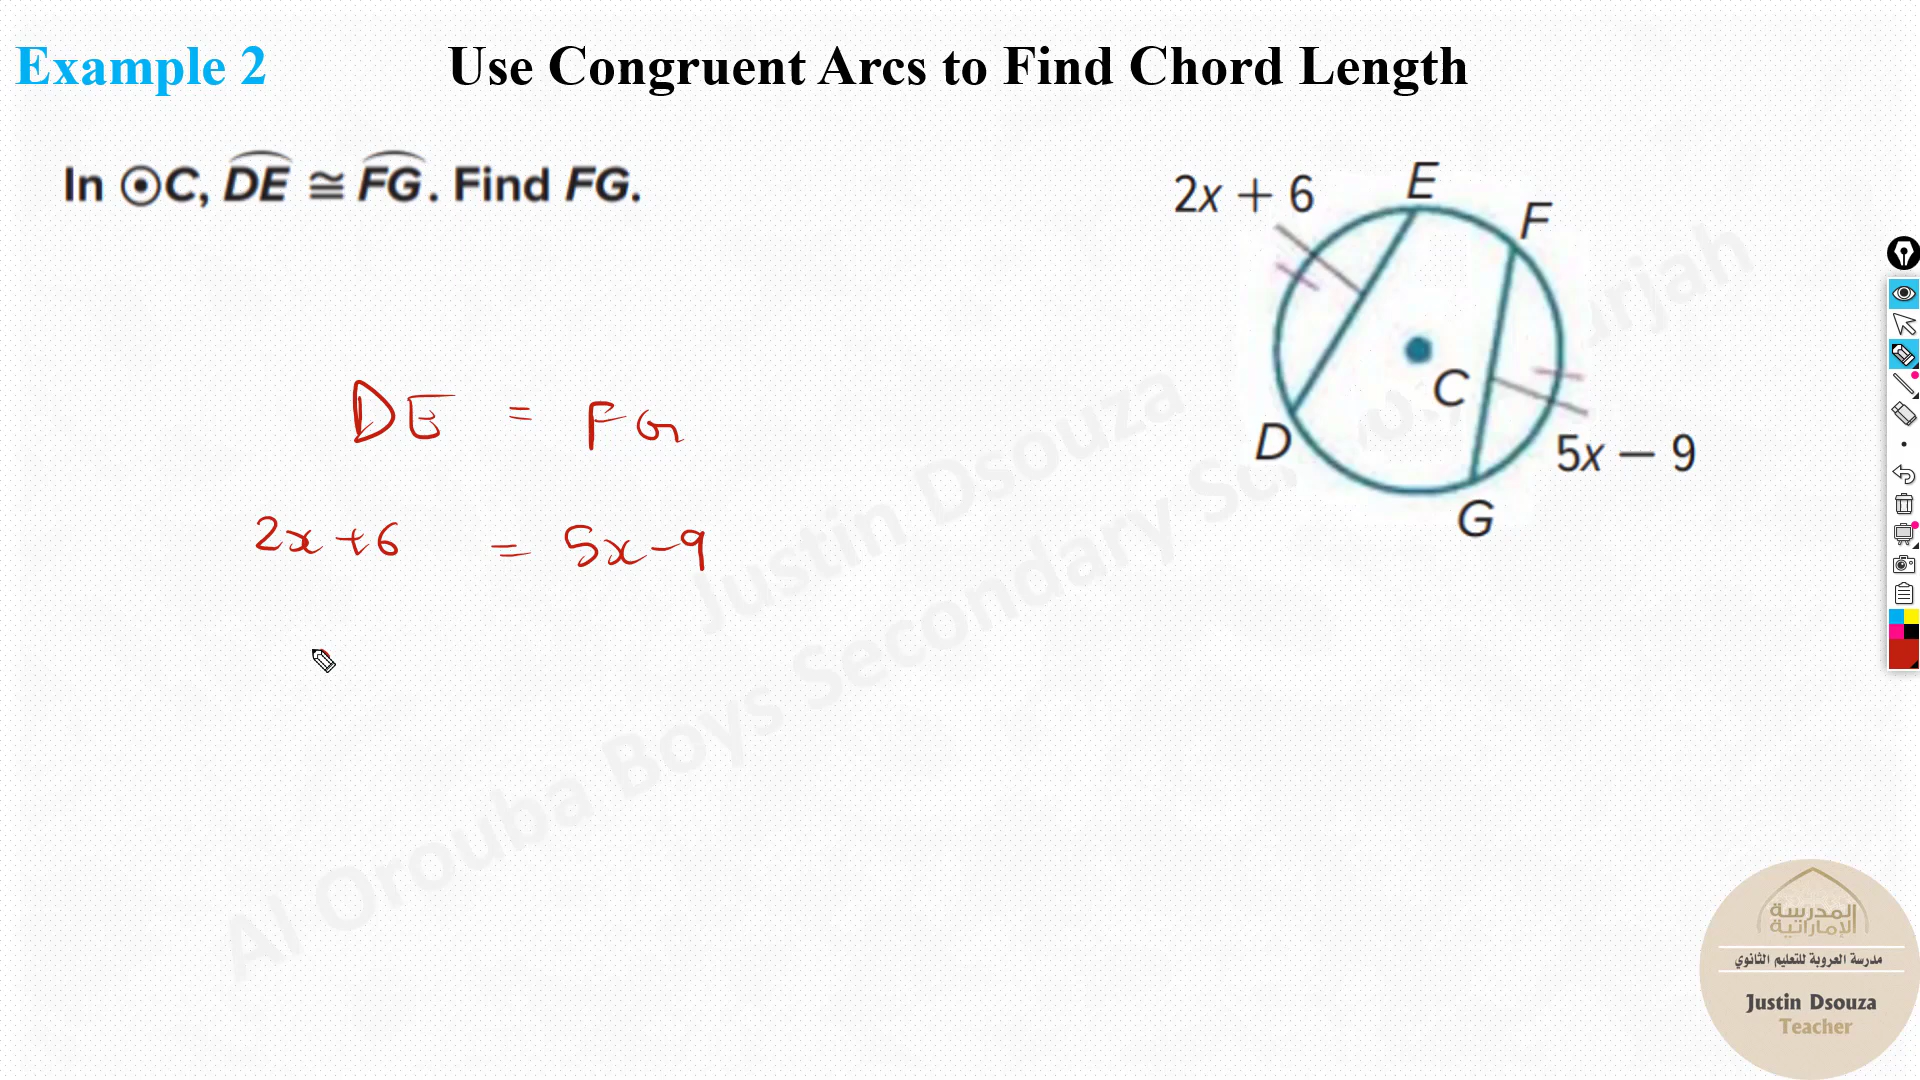 Example 2
Use Congruent Arcs to Find Chord Length
In ⊙C, DE ≅ FG. Find FG.
2x + 6
E
F
C
D
5x − 9
G
DE = FG
2x+6 = 5x-9
Justin Dsouza
Al Orouba Boys Secondary School, Sharjah
المدرسة
الإماراتية
مدرسة العروبة للتعليم الثانوي
Justin Dsouza
Teacher